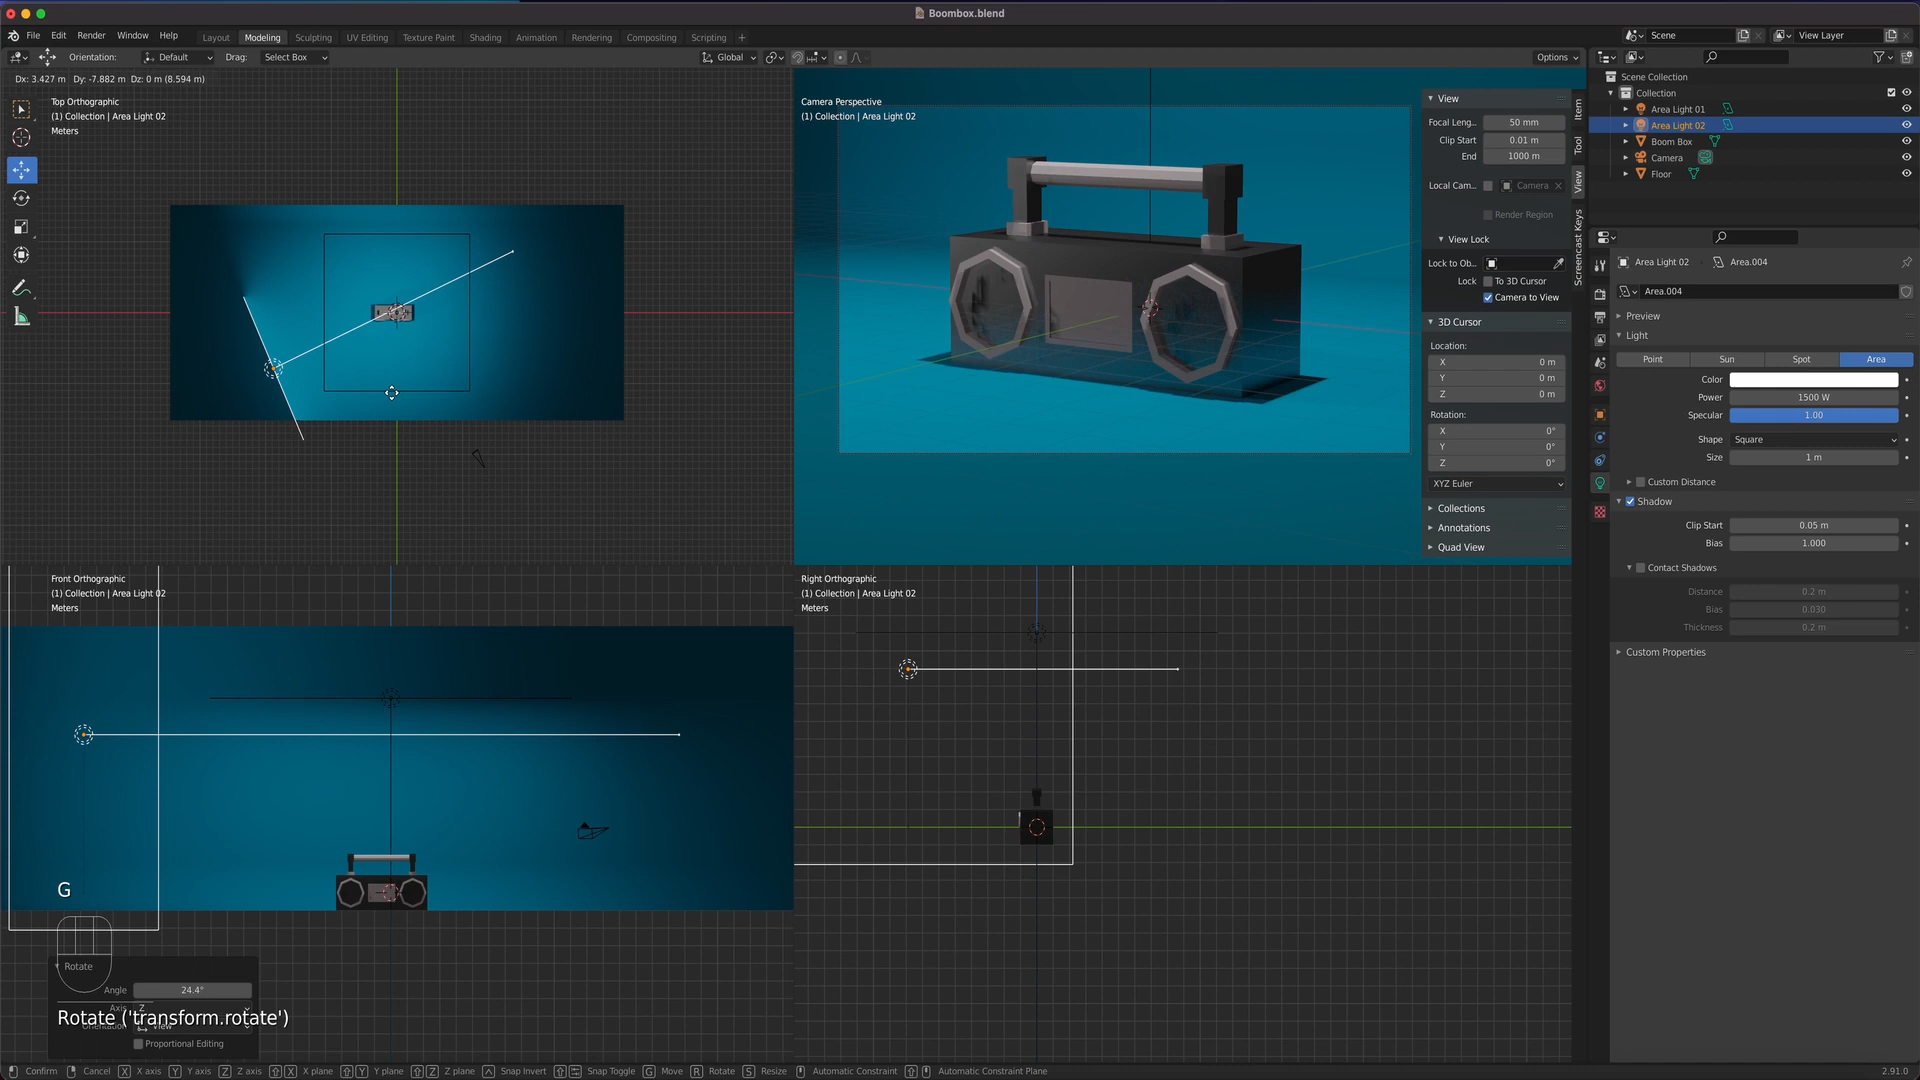 Boombox.blend
File Edit Render Window Help Layout Modeling Sculpting UV Editing Texture Paint Shading Animation Rendering Compositing Scripting + Scene View Layer
Orientation: Default Drag: Select Box Global Options
Dx: 3.427 m Dy: -7.882 m Dz: 0 m (8.594 m)
Top Orthographic
(1) Collection | Area Light 02
Meters
Camera Perspective
(1) Collection | Area Light 02
View
Focal Leng.. 50 mm
Clip Start 0.01 m
End 1000 m
Local Cam.. Camera
Render Region
View Lock
Lock to Ob..
Lock To 3D Cursor
Camera to View
3D Cursor
Location:
X 0 m
Y 0 m
Z 0 m
Rotation:
X 0°
Y 0°
Z 0°
XYZ Euler
Collections
Annotations
Quad View
Item
Tool
View
Screencast Keys
Scene Collection
Collection
Area Light 01
Area Light 02
Boom Box
Camera
Floor
Area Light 02 Area.004
Area.004
Preview
Light
Point Sun Spot Area
Color
Power 1500 W
Specular 1.00
Shape Square
Size 1 m
Custom Distance
Shadow
Clip Start 0.05 m
Bias 1.000
Contact Shadows
Distance 0.2 m
Bias 0.030
Thickness 0.2 m
Custom Properties
Front Orthographic
(1) Collection | Area Light 02
Meters
Right Orthographic
(1) Collection | Area Light 02
Meters
G
Rotate
Angle 24.4°
Axis Z
Rotate ('transform.rotate')
Orientation View
Proportional Editing
Confirm Cancel X X axis Y Y axis Z Z axis X X plane Y Y plane Z Z plane Snap Invert Snap Toggle G Move R Rotate S Resize Automatic Constraint Automatic Constraint Plane 2.91.0